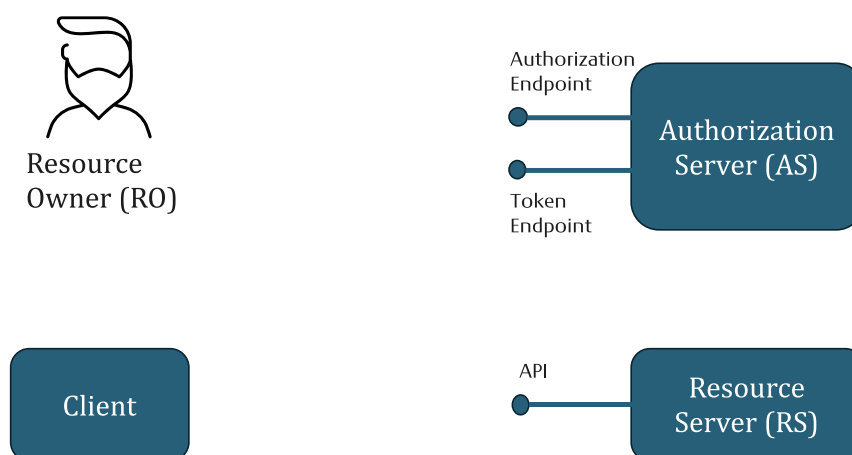 Authorization
Endpoint
Authorization
Server (AS)
Resource
Owner (RO)
Token
Endpoint
API
Client
Resource
Server (RS)